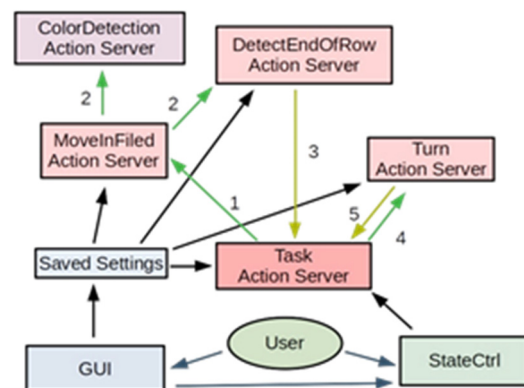 ColorDetection
Action Server
DetectEndOfRow
Action Server
2
2
MoveInFiled
Action Server
3
Turn
Action Server
1
5
4
Saved Settings
Task
Action Server
User
GUI
StateCtrl